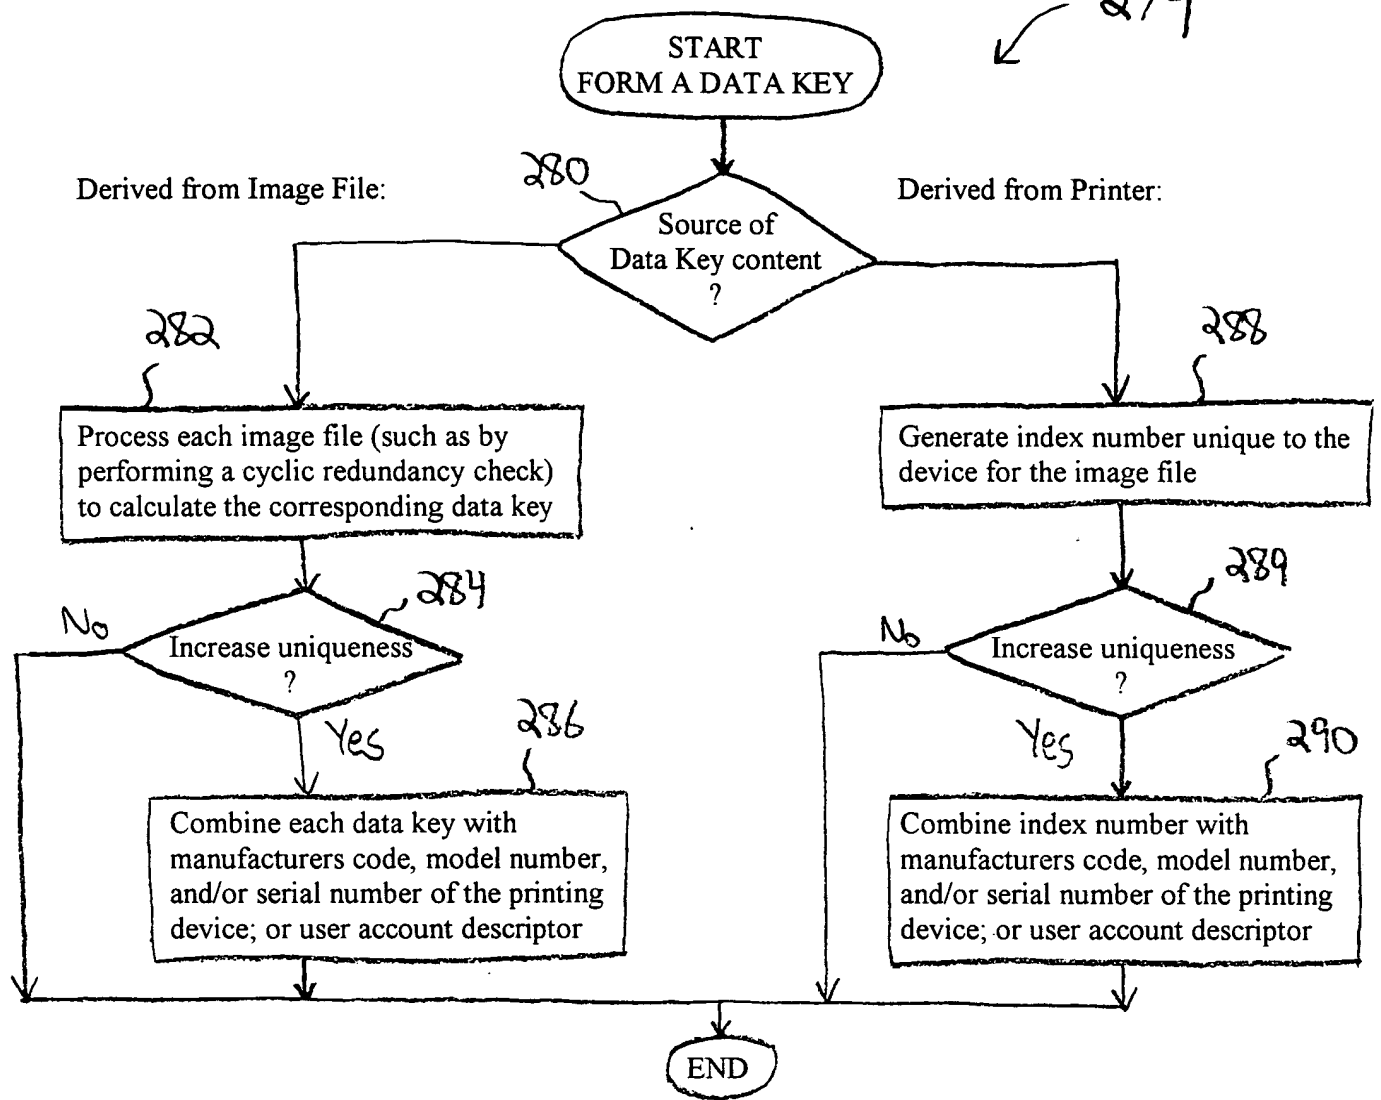 START
FORM A DATA KEY
280
Derived from Image File:
Derived from Printer:
Source of
Data Key content
?
282
288
Process each image file (such as by
performing a cyclic redundancy check)
to calculate the corresponding data key
Generate index number unique to the
device for the image file
284
289
No
Increase uniqueness
?
No
Increase uniqueness
?
Yes
286
Yes
290
Combine each data key with
manufacturers code, model number,
and/or serial number of the printing
device; or user account descriptor
Combine index number with
manufacturers code, model number,
and/or serial number of the printing
device; or user account descriptor
END